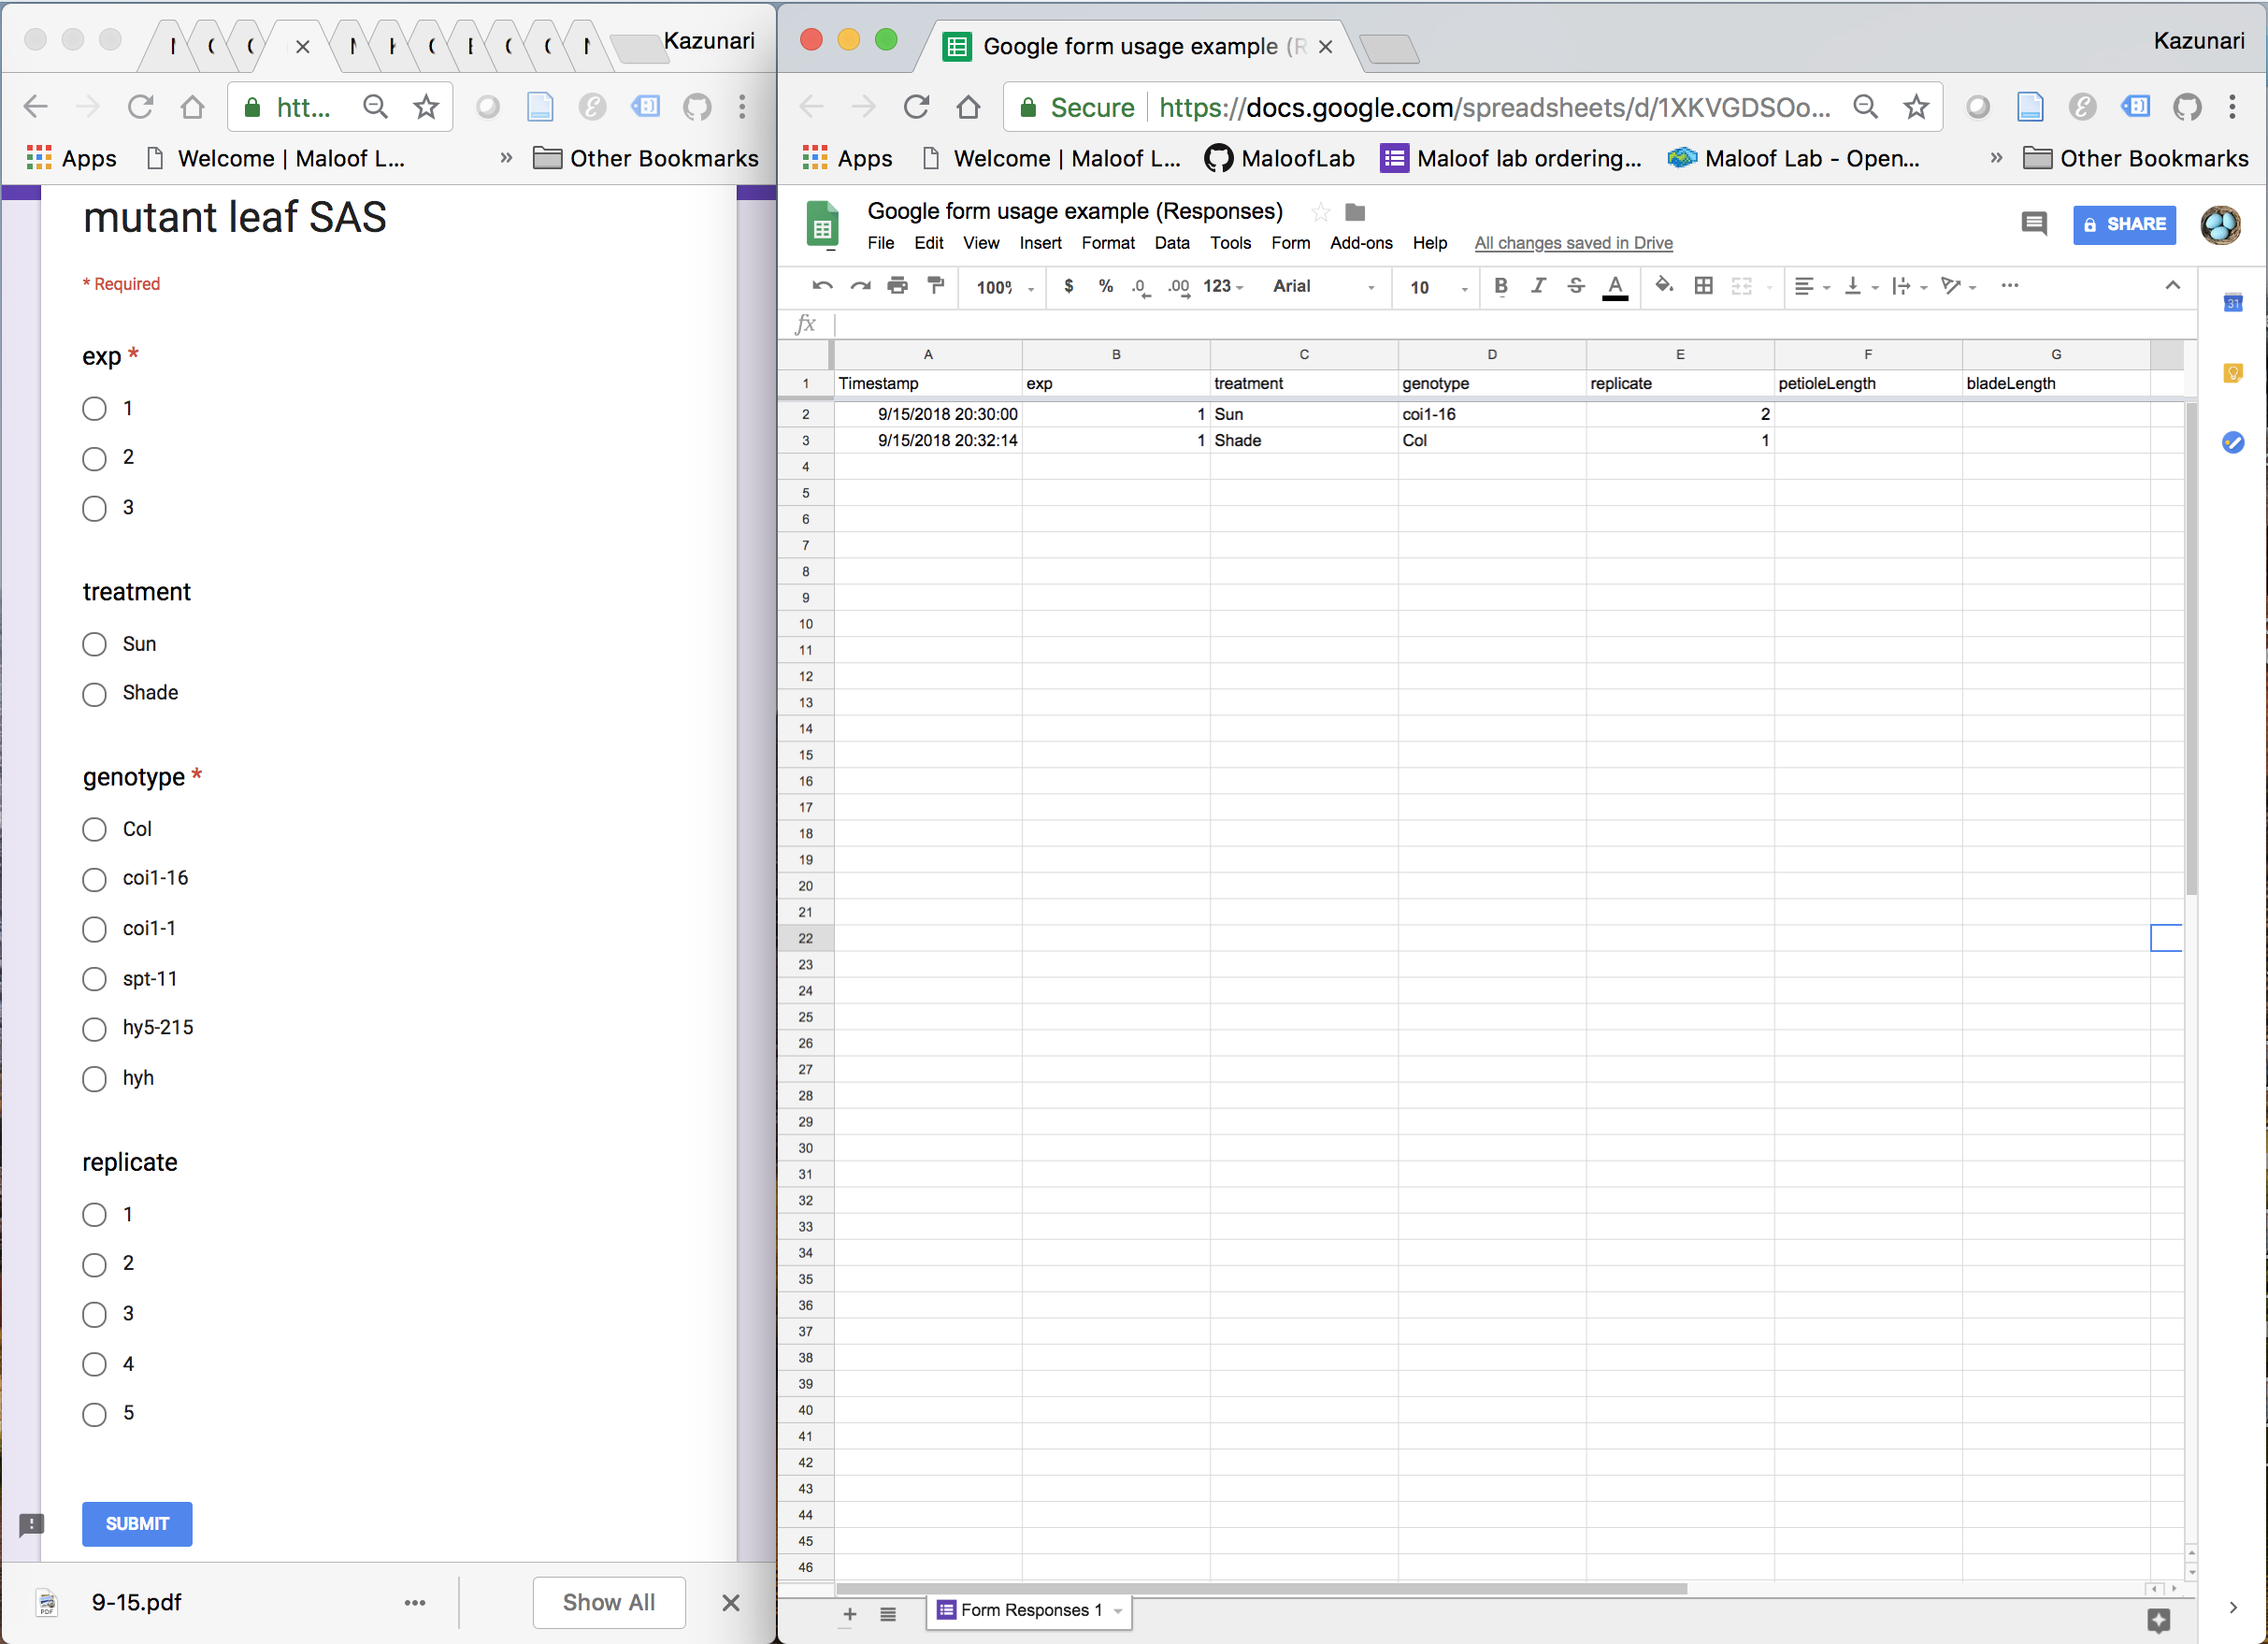 Kazunari
htt...
Apps
Welcome | Maloof L...
»
Other Bookmarks
mutant leaf SAS
* Required
exp *
1
2
3
treatment
Sun
Shade
genotype *
Col
coi1-16
coi1-1
spt-11
hy5-215
hyh
replicate
1
2
3
4
5
SUBMIT
9-15.pdf
Show All
Google form usage example (R
Kazunari
Secure
https://docs.google.com/spreadsheets/d/1XKVGDSOo...
Apps
Welcome | Maloof L...
MaloofLab
Maloof lab ordering...
Maloof Lab - Open...
»
Other Bookmarks
Google form usage example (Responses)
File Edit View Insert Format Data Tools Form Add-ons Help All changes saved in Drive
SHARE
100% $ % .0 .00 123 Arial 10 B I S A
31
fx
A B C D E F G
1 Timestamp exp treatment genotype replicate petioleLength bladeLength
2 9/15/2018 20:30:00 1 Sun coi1-16 2
3 9/15/2018 20:32:14 1 Shade Col 1
4
5
6
7
8
9
10
11
12
13
14
15
16
17
18
19
20
21
22
23
24
25
26
27
28
29
30
31
32
33
34
35
36
37
38
39
40
41
42
43
44
45
46
Form Responses 1